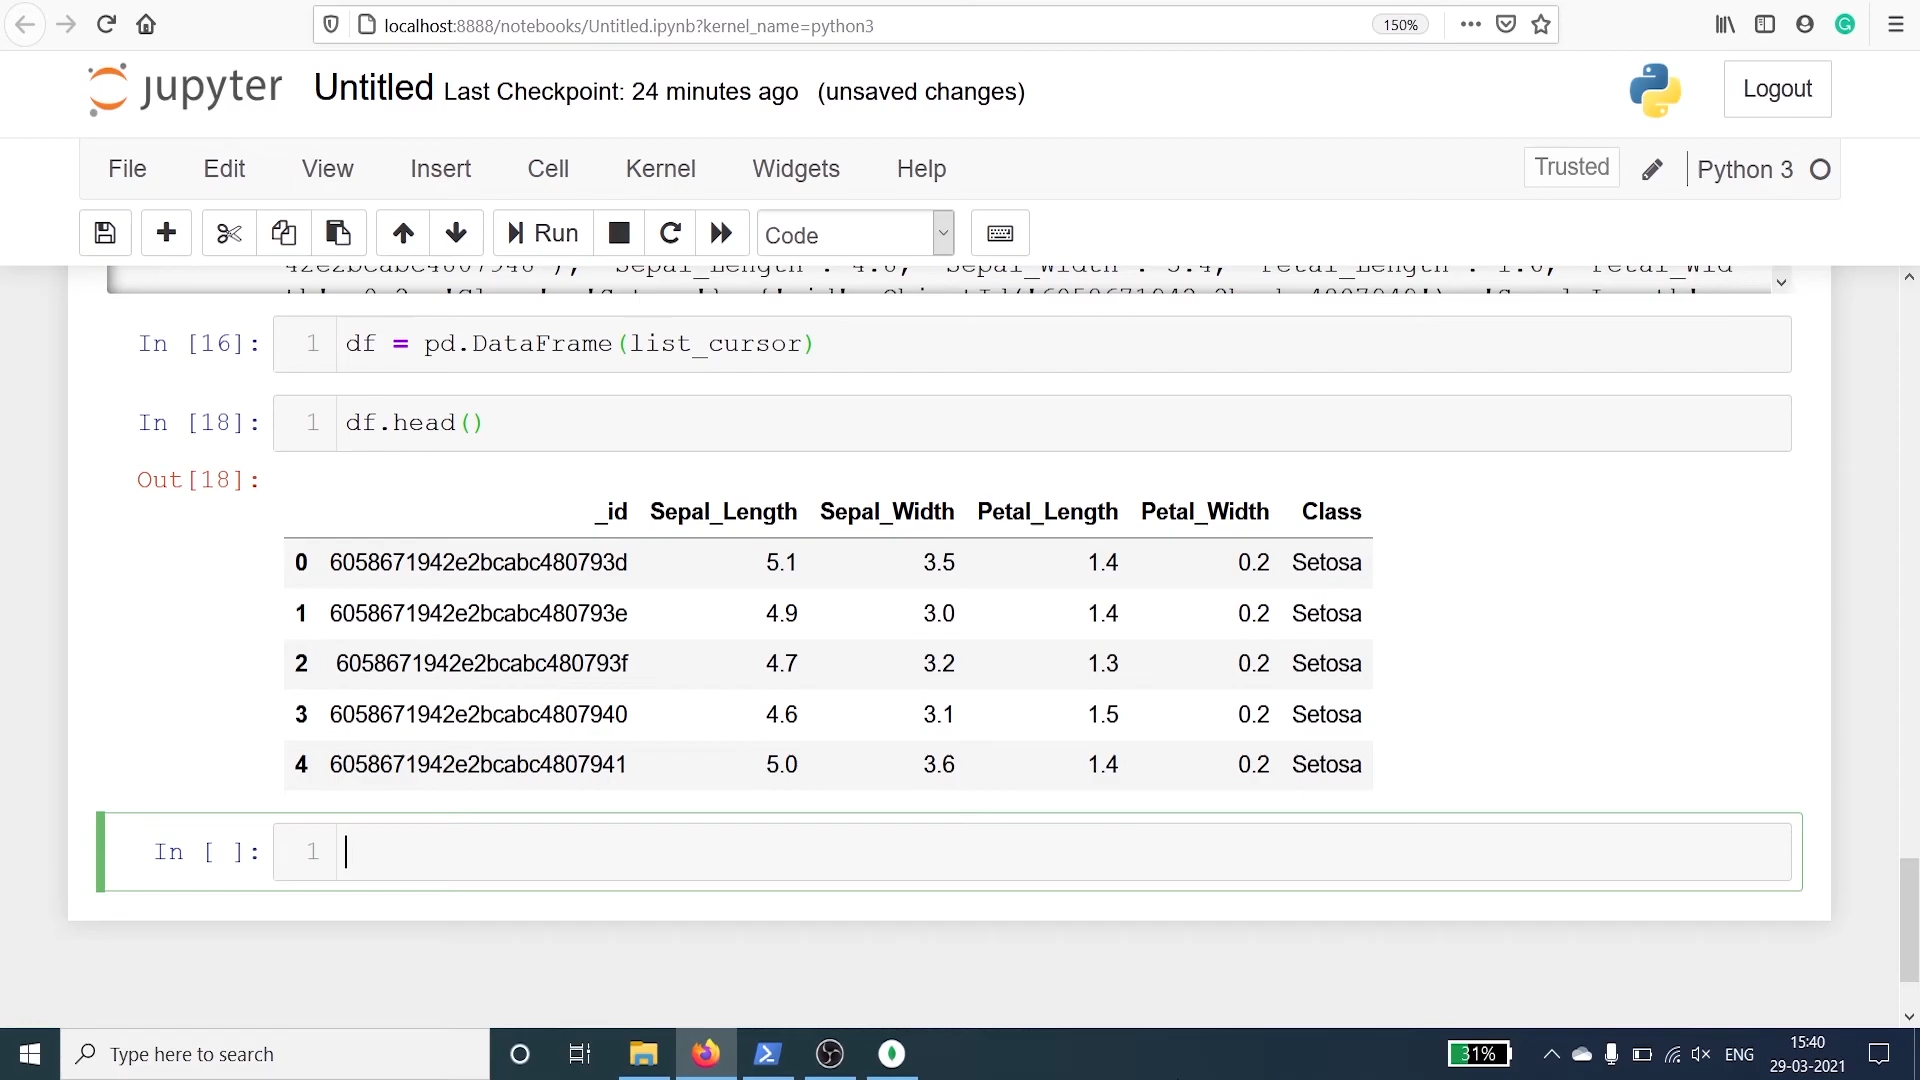 localhost:8888/notebooks/Untitled.ipynb?kernel_name=python3
150%
jupyter Untitled Last Checkpoint: 24 minutes ago (unsaved changes)
Logout
File Edit View Insert Cell Kernel Widgets Help
Trusted Python 3
Run Code
In [16]: 1 df = pd.DataFrame(list_cursor)
In [18]: 1 df.head()
Out[18]:
_id Sepal_Length Sepal_Width Petal_Length Petal_Width Class
0 6058671942e2bcabc480793d 5.1 3.5 1.4 0.2 Setosa
1 6058671942e2bcabc480793e 4.9 3.0 1.4 0.2 Setosa
2 6058671942e2bcabc480793f 4.7 3.2 1.3 0.2 Setosa
3 6058671942e2bcabc4807940 4.6 3.1 1.5 0.2 Setosa
4 6058671942e2bcabc4807941 5.0 3.6 1.4 0.2 Setosa
In [ ]: 1
Type here to search
31%
ENG
15:40
29-03-2021